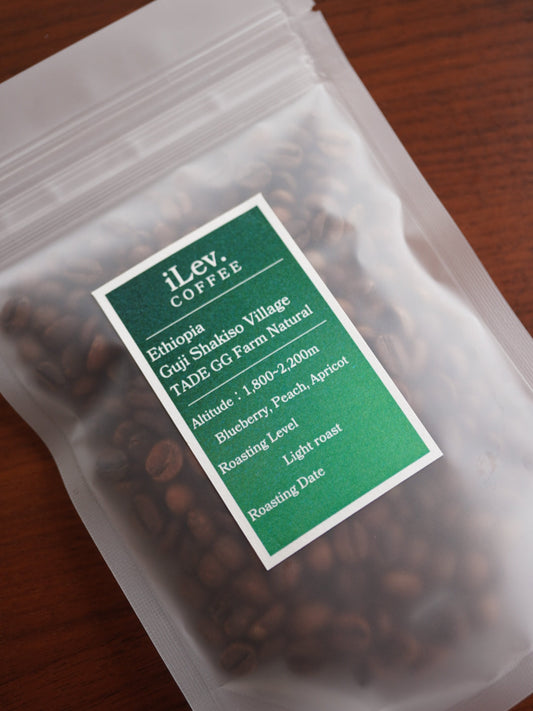 iLev.
COFFEE
Ethiopia
Guji Shakiso Village
TADE GG Farm Natural
Altitude : 1,800~2,200m
Blueberry, Peach, Apricot
Roasting Level
Light roast
Roasting Date